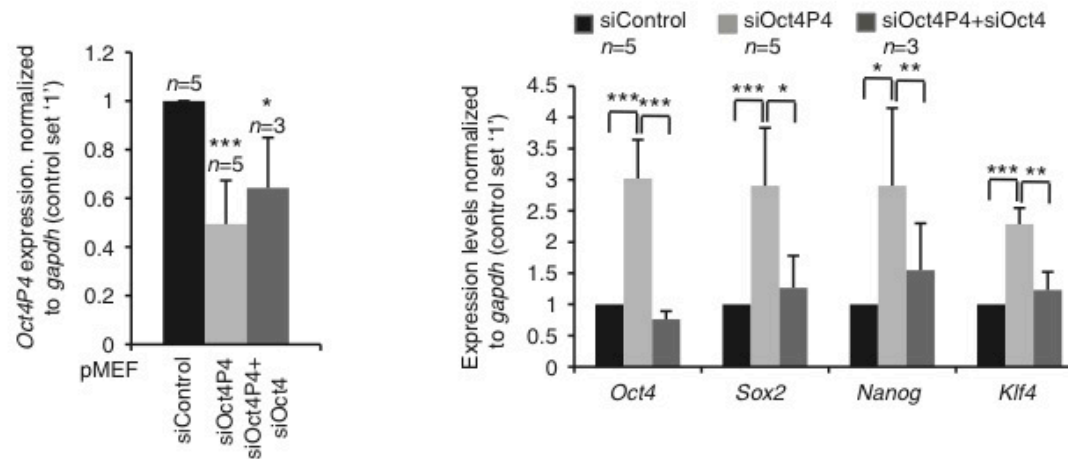 Oct4P4 expression. normalized
to gapdh (control set ‘1’)
1.2
1
0.8
0.6
0.4
0.2
0
n=5
***
n=5
*
n=3
pMEF
siControl
siOct4P4
siOct4P4+
siOct4
siControl
n=5
siOct4P4
n=5
siOct4P4+siOct4
n=3
Expression levels normalized
to gapdh (control set ‘1’)
4.5
4
3.5
3
2.5
2
1.5
1
0.5
0
*** ***
*** *
* **
*** **
Oct4 Sox2 Nanog Klf4